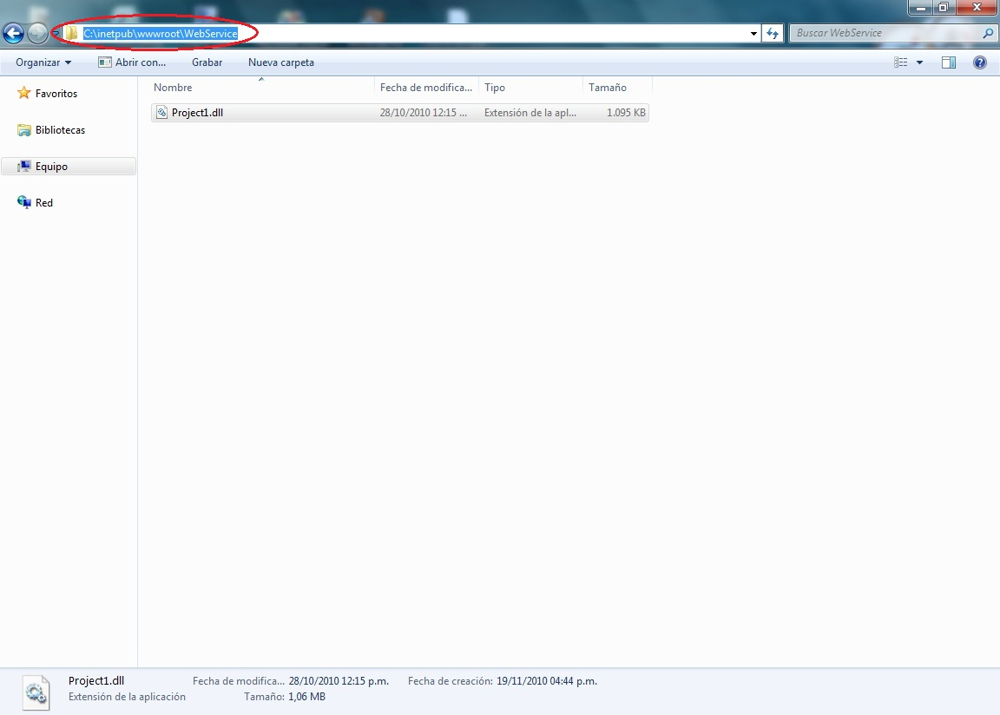 C:\inetpub\wwwroot\WebService
Buscar WebService
Organizar Abrir con... Grabar Nueva carpeta
Favoritos
Bibliotecas
Equipo
Red
Nombre Fecha de modifica... Tipo Tamaño
Project1.dll 28/10/2010 12:15 ... Extensión de la apl... 1.095 KB
Project1.dll Fecha de modifica... 28/10/2010 12:15 p.m. Fecha de creación: 19/11/2010 04:44 p.m.
Extensión de la aplicación Tamaño: 1,06 MB